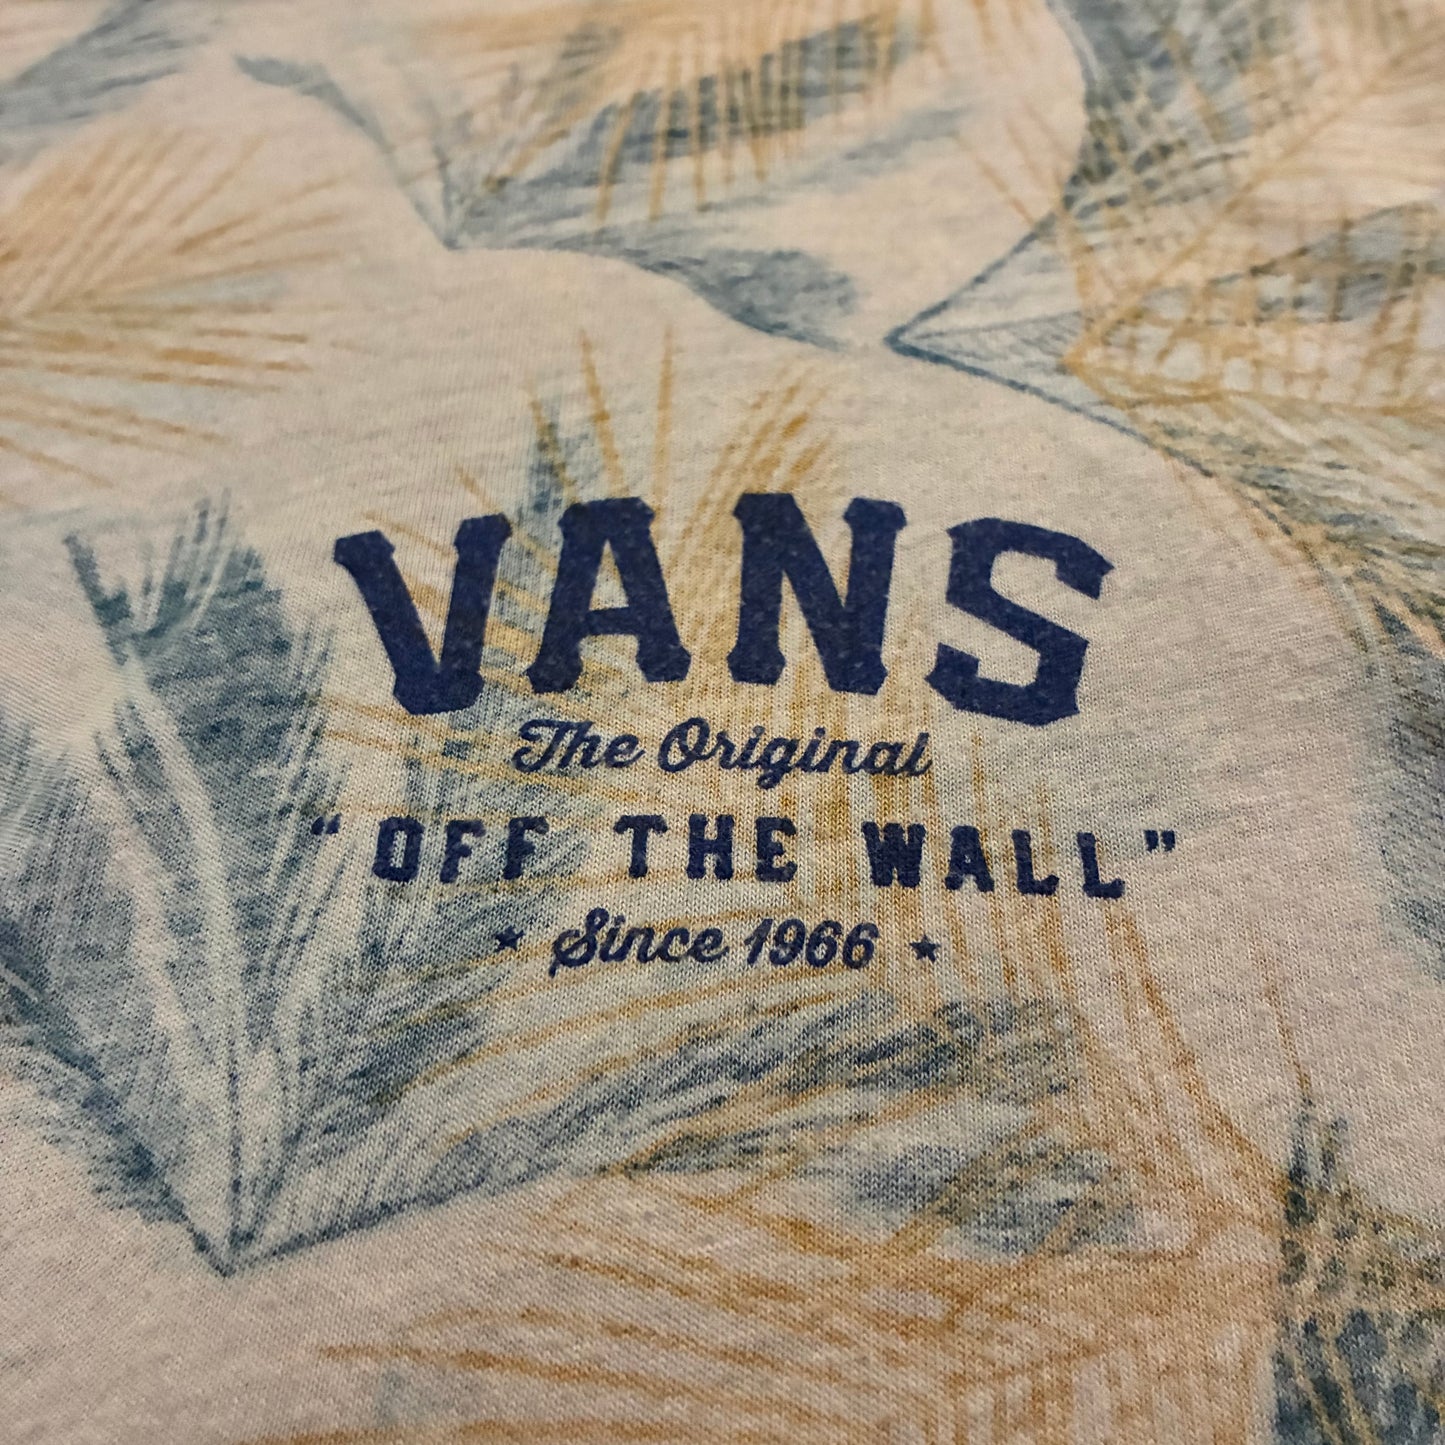 VANS
The Original
"OFF THE WALL"
★ Since 1966 ★